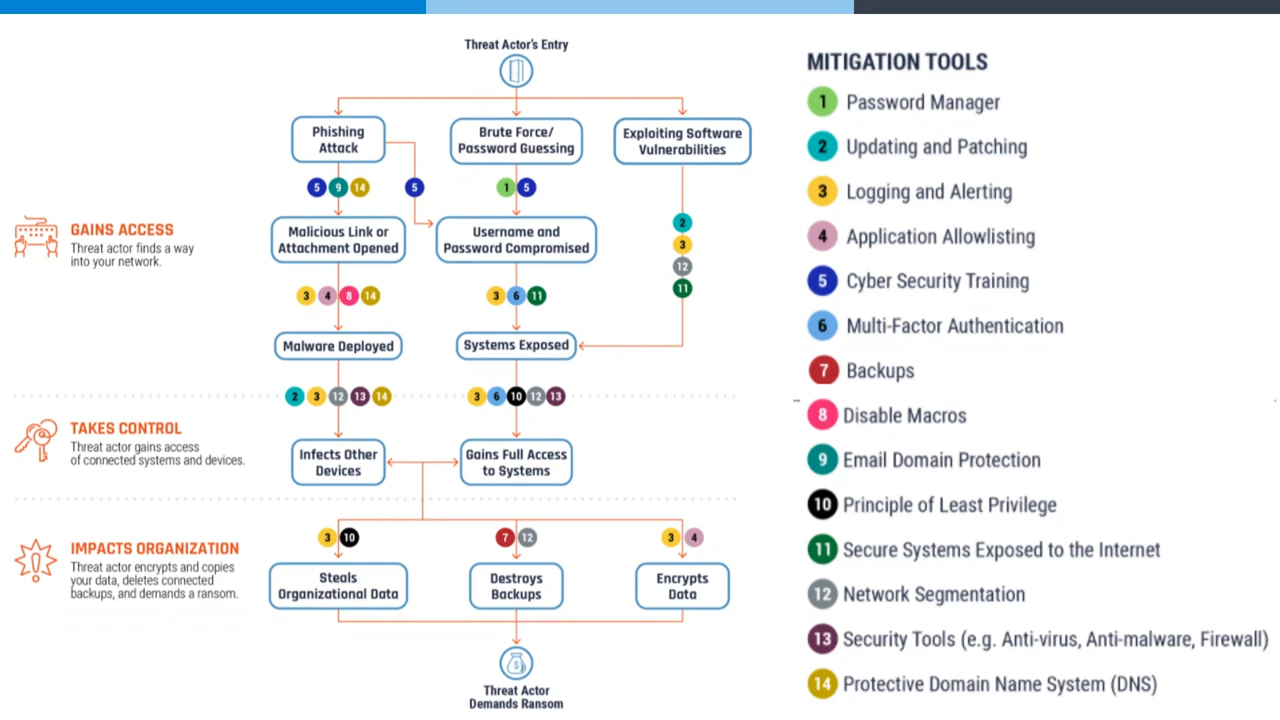 Threat Actor's Entry
Phishing
Attack
Brute Force/
Password Guessing
Exploiting Software
Vulnerabilities
5 9 14
5
1 5
GAINS ACCESS
Threat actor finds a way
into your network.
Malicious Link or
Attachment Opened
Username and
Password Compromised
2
3
12
11
3 4 8 14
3 6 11
Malware Deployed
Systems Exposed
2 3 12 13 14
3 6 10 12 13
TAKES CONTROL
Threat actor gains access
of connected systems and devices.
Infects Other
Devices
Gains Full Access
to Systems
3 10
7 12
3 4
IMPACTS ORGANIZATION
Threat actor encrypts and copies
your data, deletes connected
backups, and demands a ransom.
Steals
Organizational Data
Destroys
Backups
Encrypts
Data
$
Threat Actor
Demands Ransom
MITIGATION TOOLS
1 Password Manager
2 Updating and Patching
3 Logging and Alerting
4 Application Allowlisting
5 Cyber Security Training
6 Multi-Factor Authentication
7 Backups
8 Disable Macros
9 Email Domain Protection
10 Principle of Least Privilege
11 Secure Systems Exposed to the Internet
12 Network Segmentation
13 Security Tools (e.g. Anti-virus, Anti-malware, Firewall)
14 Protective Domain Name System (DNS)